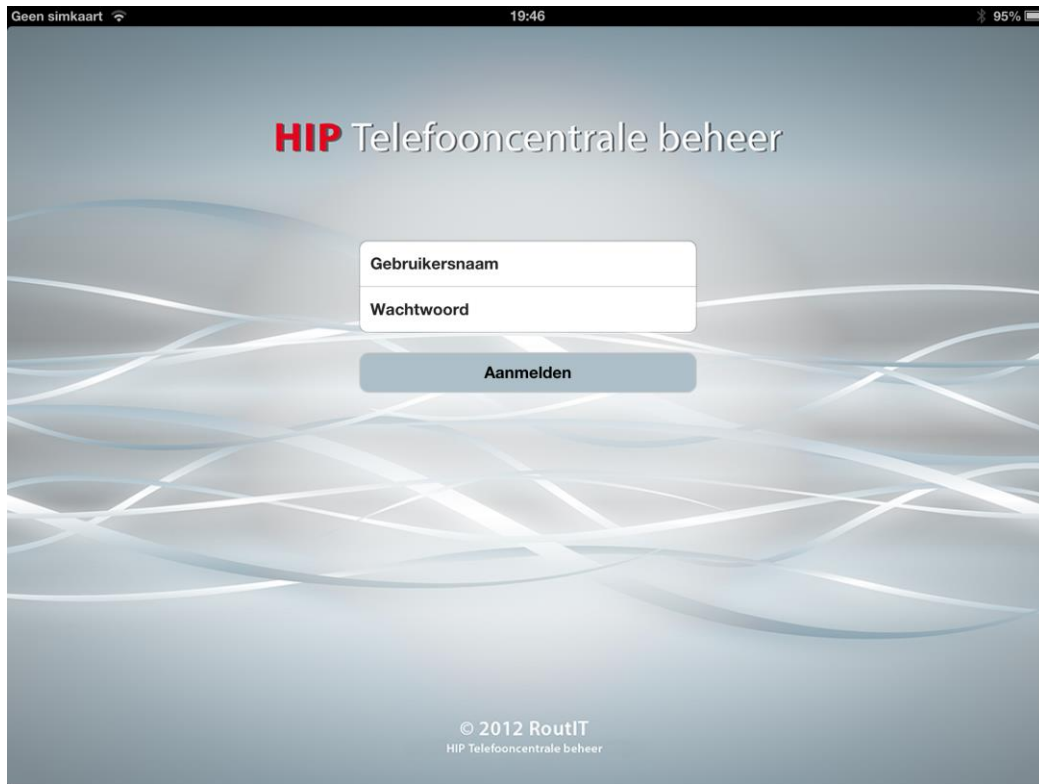 Geen simkaart 19:46 95%
HIP Telefooncentrale beheer
Gebruikersnaam
Wachtwoord
Aanmelden
© 2012 RoutIT
HIP Telefooncentrale beheer